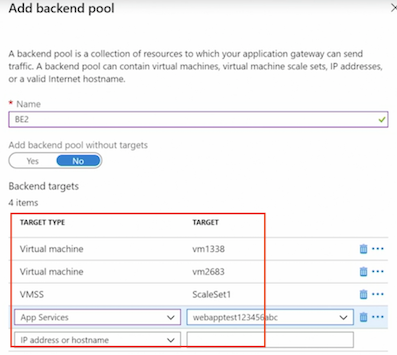 Add backend pool
A backend pool is a collection of resources to which your application gateway can send
traffic. A backend pool can contain virtual machines, virtual machine scale sets, IP addresses,
or a valid Internet hostname.
* Name
BE2
Add backend pool without targets
Yes No
Backend targets
4 items
TARGET TYPE TARGET
Virtual machine vm1338
Virtual machine vm2683
VMSS ScaleSet1
App Services webapptest123456abc
IP address or hostname